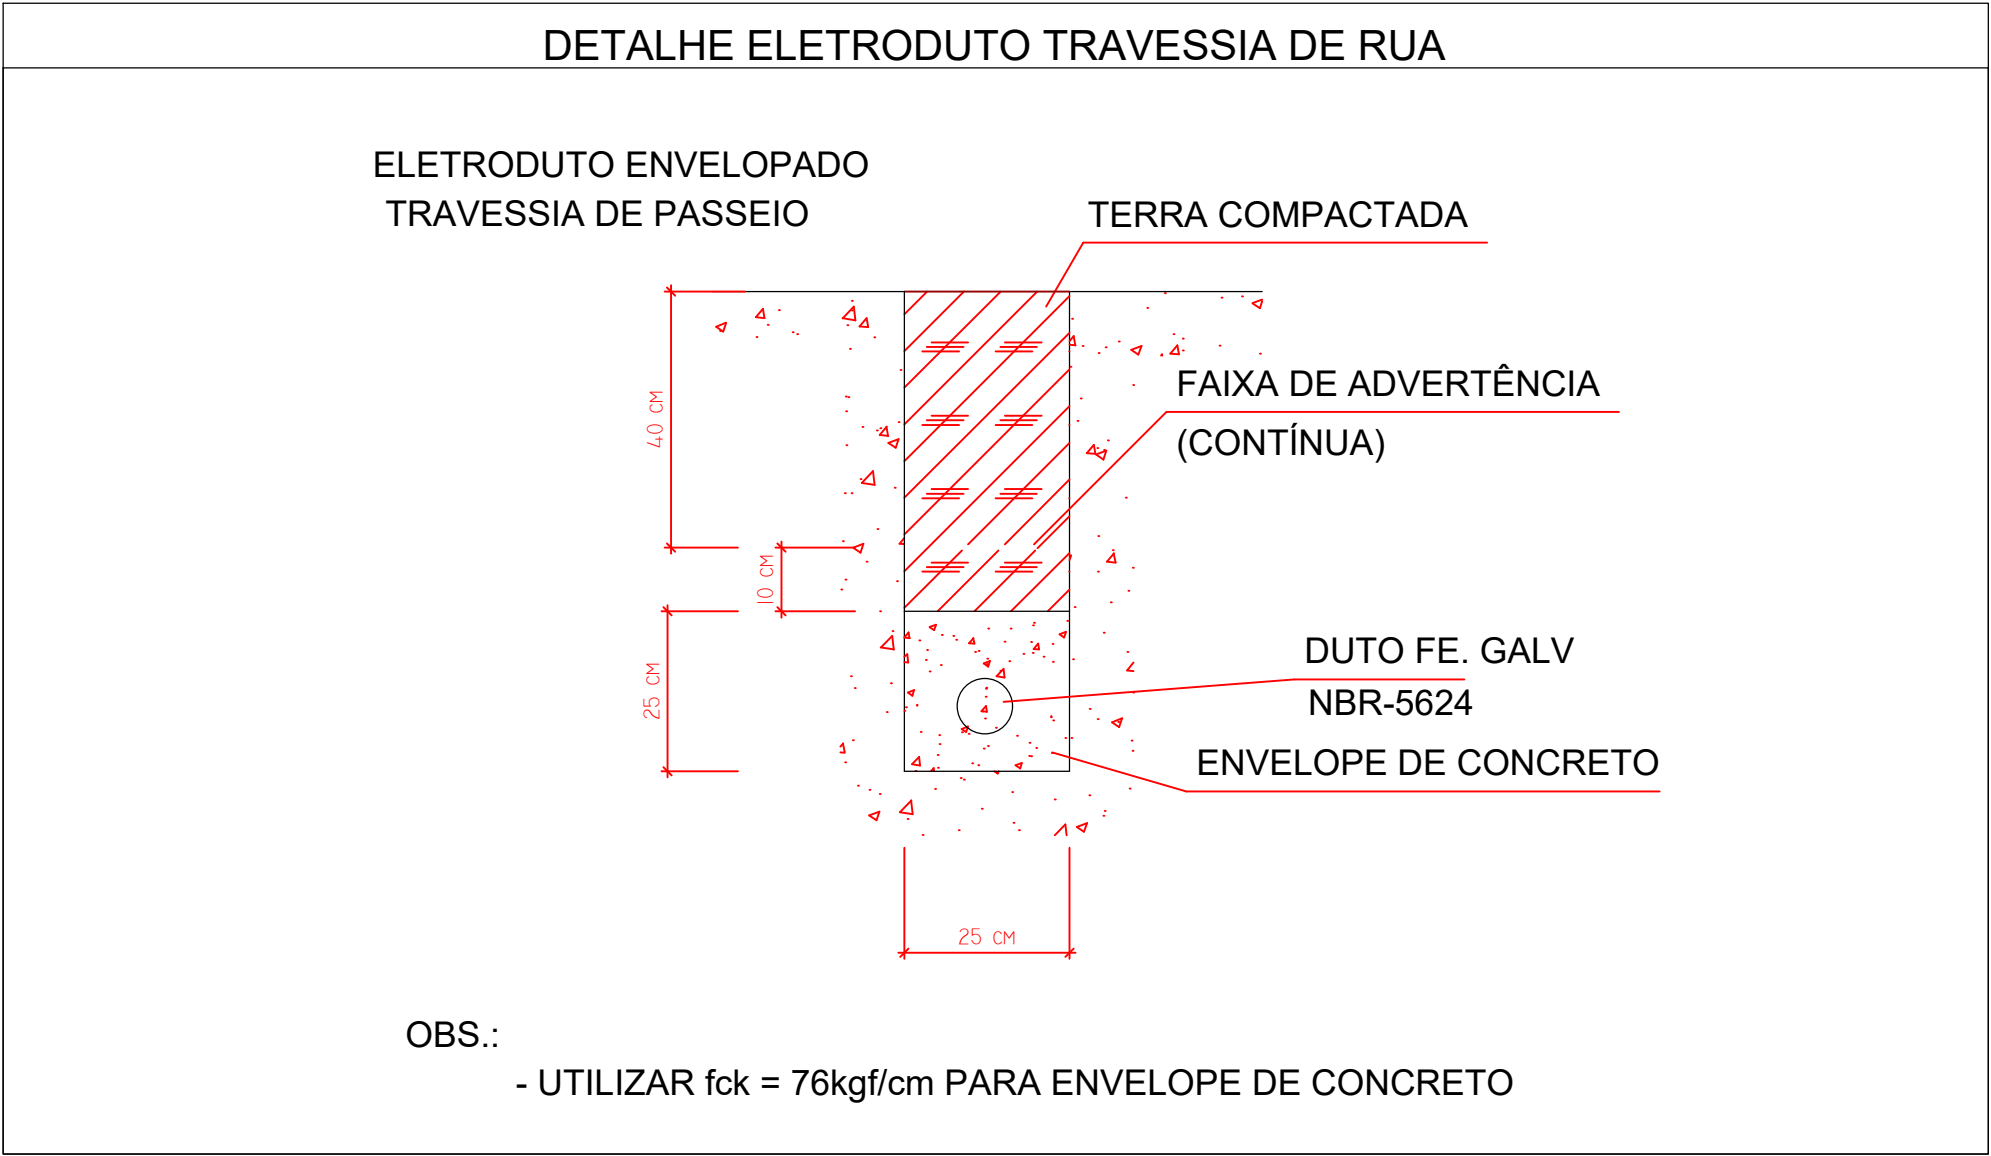 DETALHE ELETRODUTO TRAVESSIA DE RUA
ELETRODUTO ENVELOPADO
TRAVESSIA DE PASSEIO
TERRA COMPACTADA
FAIXA DE ADVERTÊNCIA
(CONTÍNUA)
40 CM
10 CM
25 CM
DUTO FE. GALV
NBR-5624
ENVELOPE DE CONCRETO
25 CM
OBS.:
- UTILIZAR fck = 76kgf/cm PARA ENVELOPE DE CONCRETO